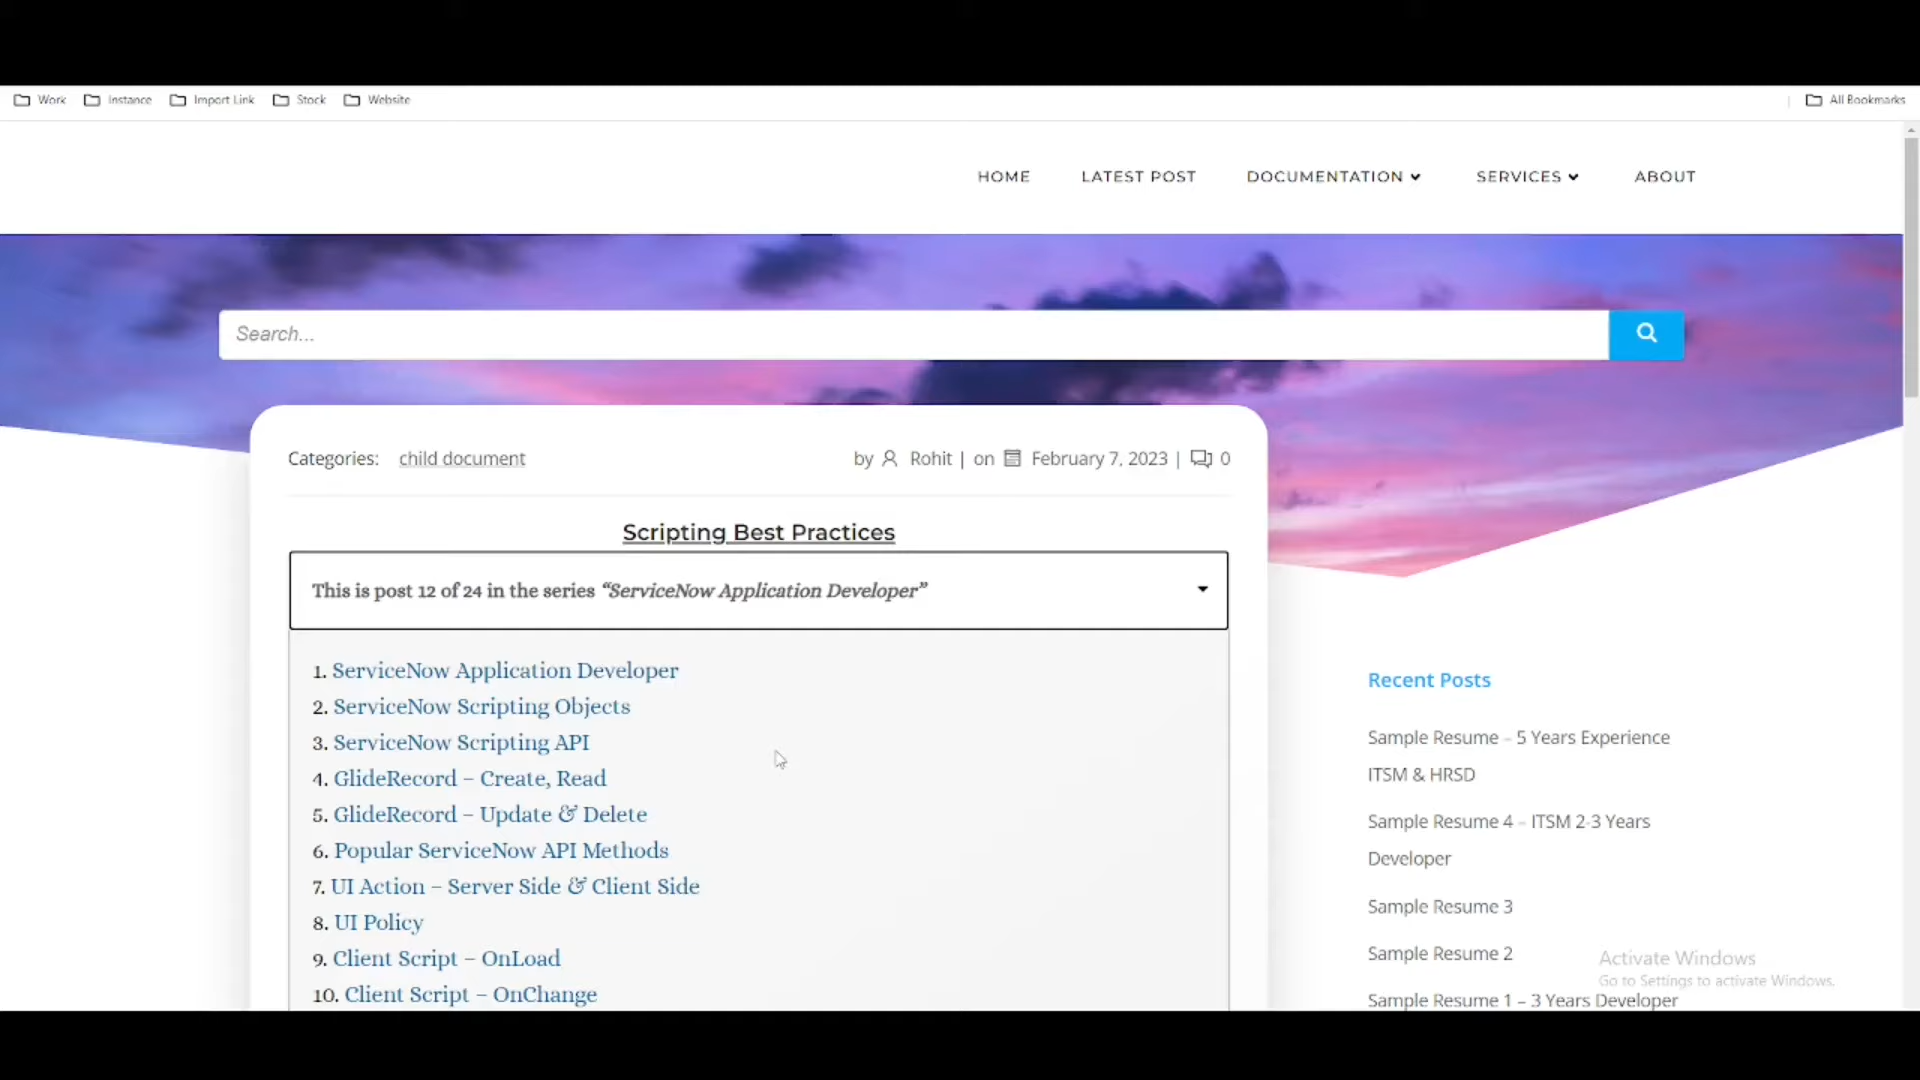 Work Instance Import Link Stock Website All Bookmarks
HOME LATEST POST DOCUMENTATION SERVICES ABOUT
Search...
Categories: child document by Rohit | on February 7, 2023 | 0
Scripting Best Practices
This is post 12 of 24 in the series “ServiceNow Application Developer”
1. ServiceNow Application Developer
2. ServiceNow Scripting Objects
3. ServiceNow Scripting API
4. GlideRecord – Create, Read
5. GlideRecord – Update & Delete
6. Popular ServiceNow API Methods
7. UI Action – Server Side & Client Side
8. UI Policy
9. Client Script – OnLoad
10. Client Script – OnChange
Recent Posts
Sample Resume – 5 Years Experience
ITSM & HRSD
Sample Resume 4 – ITSM 2-3 Years
Developer
Sample Resume 3
Sample Resume 2
Sample Resume 1 – 3 Years Developer
Activate Windows
Go to Settings to activate Windows.